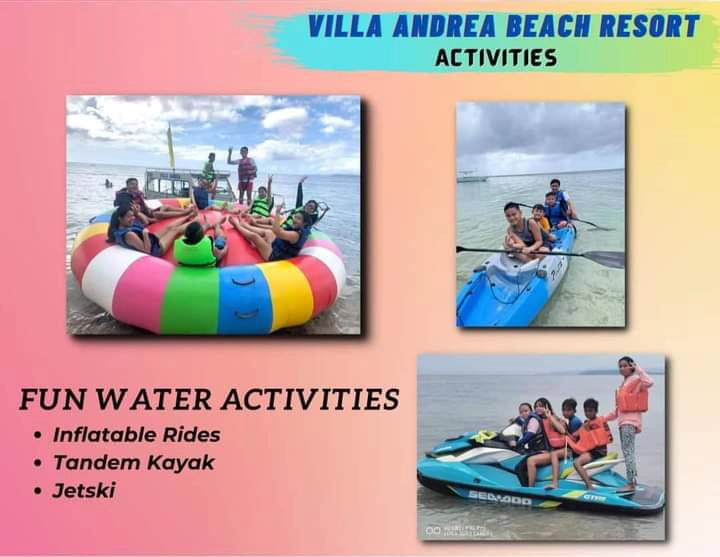 VILLA ANDREA BEACH RESORT
ACTIVITIES
FUN WATER ACTIVITIES
• Inflatable Rides
• Tandem Kayak
• Jetski
SEA-DOO